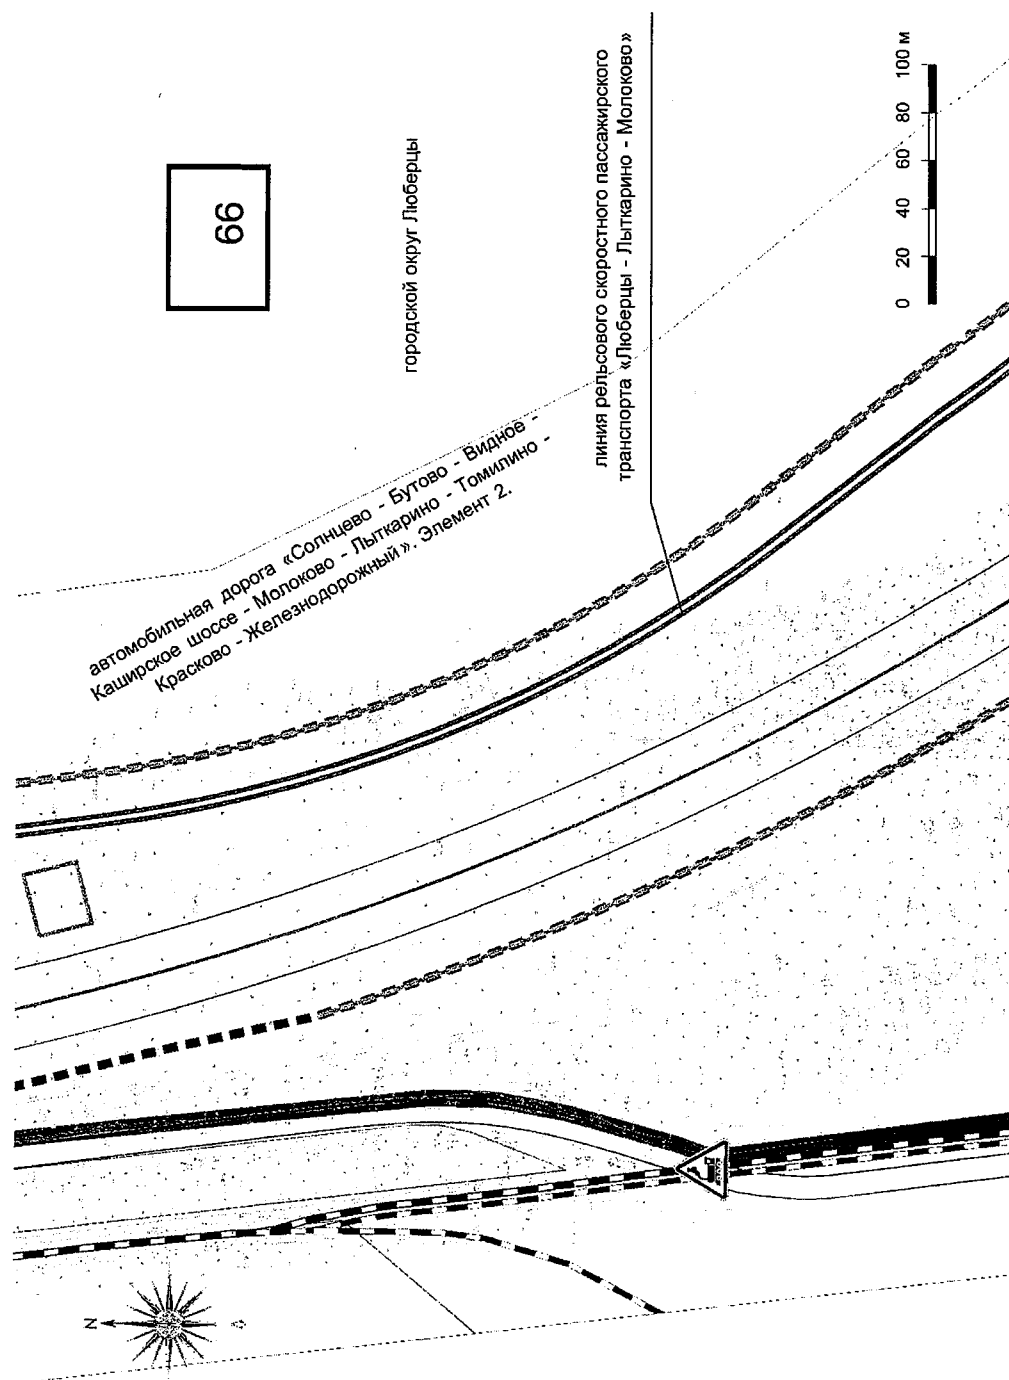 66
городской округ Люберцы
автомобильная дорога «Солнцево - Бутово - Видное -
Каширское шоссе - Молоково - Лыткарино - Томилино -
Красково - Железнодорожный». Элемент 2.
линия рельсового скоростного пассажирского
транспорта «Люберцы - Лыткарино - Молоково»
0 20 40 60 80 100 м
N